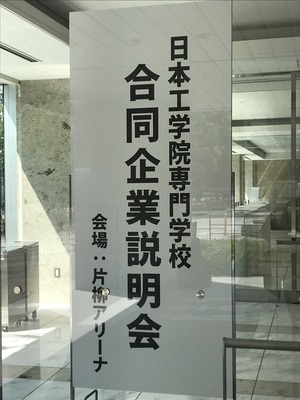 日本工学院専門学校
合同企業説明会
会場：片柳アリーナ